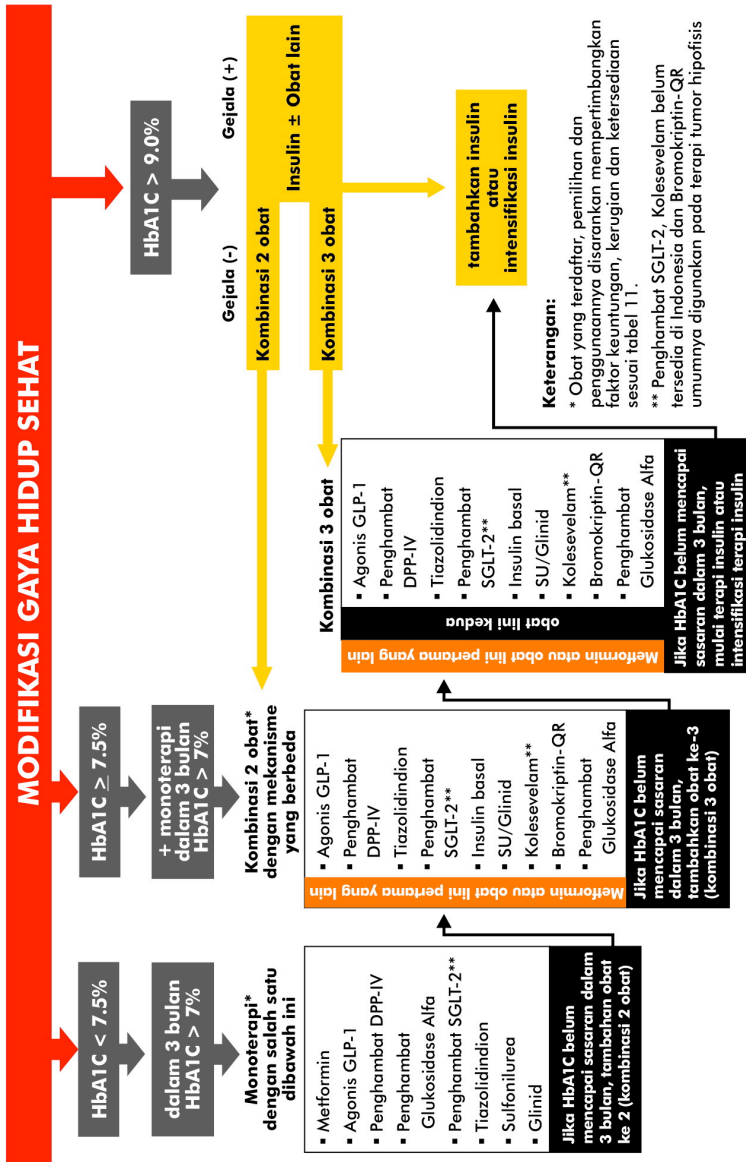 MODIFIKASI GAYA HIDUP SEHAT
HbA1C < 7.5%
dalam 3 bulan
HbA1C > 7%
Monoterapi*
dengan salah satu
dibawah ini
▪ Metformin
▪ Agonis GLP-1
▪ Penghambat DPP-IV
▪ Penghambat
Glukosidase Alfa
▪ Penghambat SGLT-2**
▪ Tiazolidindion
▪ Sulfonilurea
▪ Glinid
Jika HbA1C belum
mencapai sasaran dalam
3 bulan, tambahan obat
ke 2 (kombinasi 2 obat)
HbA1C ≥ 7.5%
+ monoterapi
dalam 3 bulan
HbA1C > 7%
Kombinasi 2 obat*
dengan mekanisme
yang berbeda
Metformin atau obat lini pertama yang lain
▪ Agonis GLP-1
▪ Penghambat
DPP-IV
▪ Tiazolidindion
▪ Penghambat
SGLT-2**
▪ Insulin basal
▪ SU/Glinid
▪ Kolesevelam**
▪ Bromokriptin-QR
▪ Penghambat
Glukosidase Alfa
Jika HbA1C belum
mencapai sasaran
dalam 3 bulan,
tambahkan obat ke-3
(kombinasi 3 obat)
Kombinasi 3 obat
Metformin atau obat lini pertama yang lain
obat lini kedua
▪ Agonis GLP-1
▪ Penghambat
DPP-IV
▪ Tiazolidindion
▪ Penghambat
SGLT-2**
▪ Insulin basal
▪ SU/Glinid
▪ Kolesevelam**
▪ Bromokriptin-QR
▪ Penghambat
Glukosidase Alfa
Jika HbA1C belum mencapai
sasaran dalam 3 bulan,
mulai terapi insulin atau
intensifikasi terapi insulin
HbA1C > 9.0%
Gejala (-)
Gejala (+)
Kombinasi 2 obat
Insulin ± Obat lain
Kombinasi 3 obat
tambahkan insulin
atau
intensifikasi insulin
Keterangan:
* Obat yang terdaftar, pemilihan dan
penggunaannya disarankan mempertimbangkan
faktor keuntungan, kerugian dan ketersediaan
sesuai tabel 11.
** Penghambat SGLT-2, Kolesevelam belum
tersedia di Indonesia dan Bromokriptin-QR
umumnya digunakan pada terapi tumor hipofisis